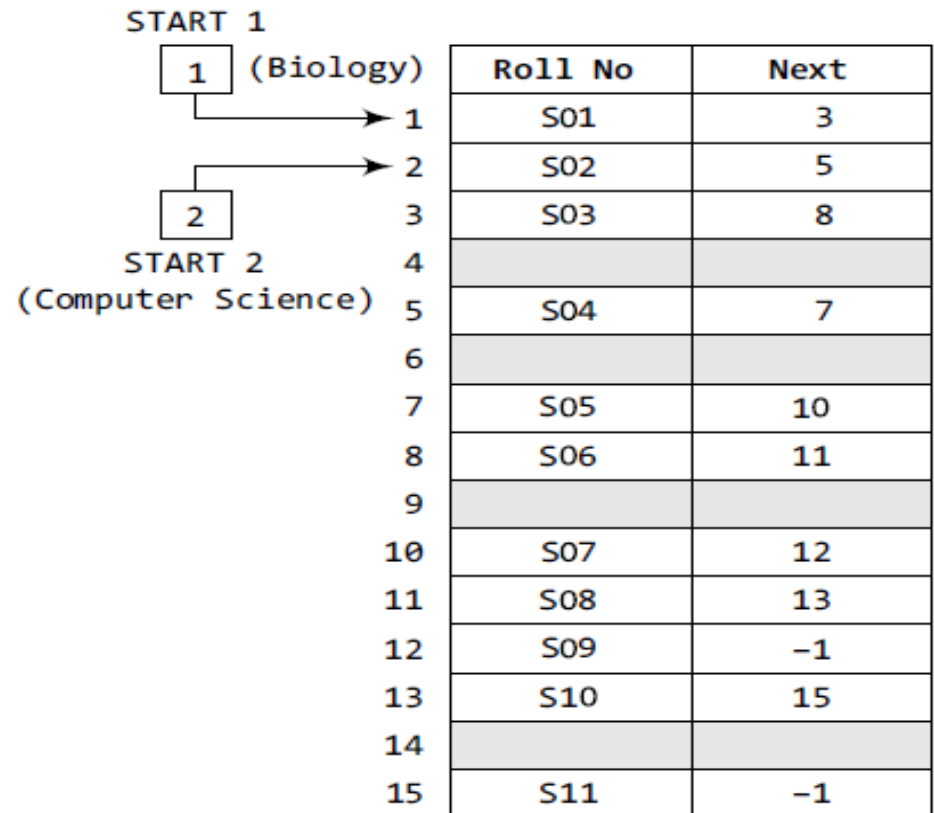 START 1
1 (Biology) Roll No Next
1 S01 3
2 S02 5
2 3 S03 8
START 2 4
(Computer Science) 5 S04 7
6
7 S05 10
8 S06 11
9
10 S07 12
11 S08 13
12 S09 −1
13 S10 15
14
15 S11 −1